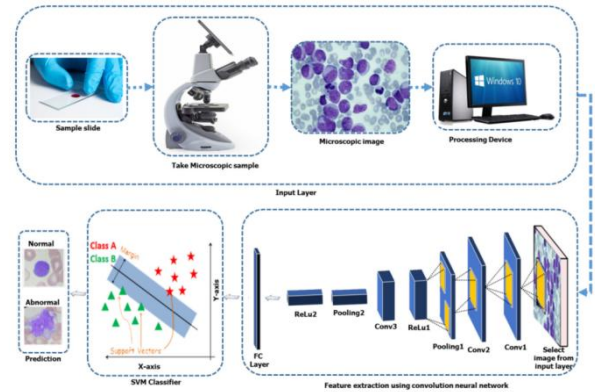 Sample slide
Take Microscopic sample
Microscopic image
Windows 10
Processing Device
Input Layer
Normal
Abnormal
Prediction
Class A
Class B
Margin
Support vectors
X-axis
Y-axis
SVM Classifier
FC
Layer
ReLu2
Pooling2
Conv3
ReLu1
Pooling1
Conv2
Conv1
Select
image from
input layer
Feature extraction using convolution neural network